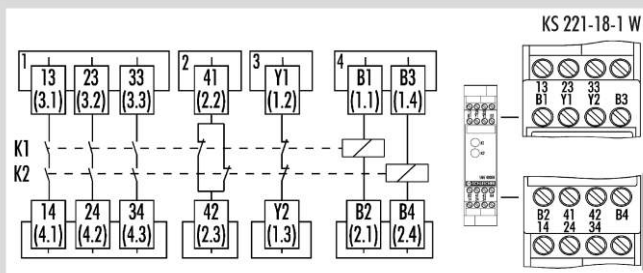 KS 221-18-1 W
1 2 3 4
13 23 33 41 Y1 B1 B3
(3.1) (3.2) (3.3) (2.2) (1.2) (1.1) (1.4)
K1
K2
14 24 34 42 Y2 B2 B4
(4.1) (4.2) (4.3) (2.3) (1.3) (2.1) (2.4)
13 23 33
B1 Y1 Y2 B3
B2 41 42 B4
14 24 34